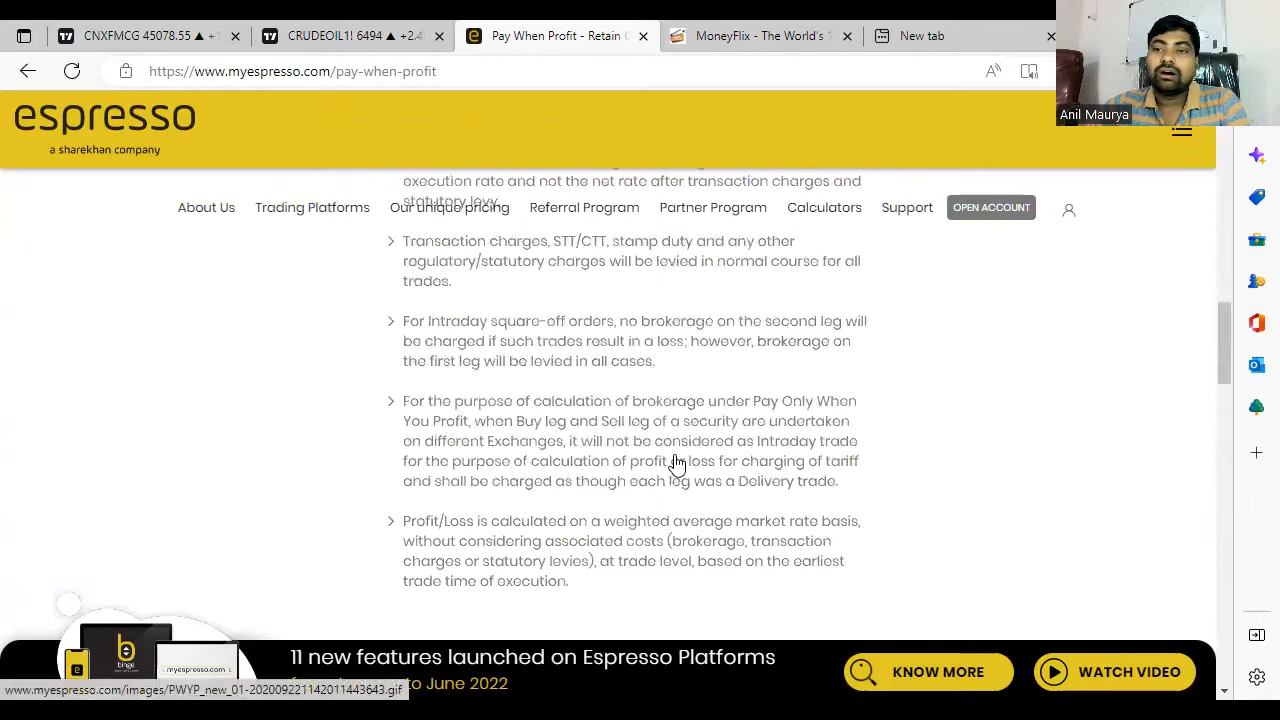 CNXFMCG 45078.55 ▲ +
CRUDEOIL1! 6494 ▲ +2.4
Pay When Profit - Retain
MoneyFlix - The World's
New tab
https://www.myespresso.com/pay-when-profit
Anil Maurya
espresso
a sharekhan company
execution rate and not the net rate after transaction charges and
statutory levy.
About Us
Trading Platforms
Our unique pricing
Referral Program
Partner Program
Calculators
Support
OPEN ACCOUNT
Transaction charges, STT/CTT, stamp duty and any other
regulatory/statutory charges will be levied in normal course for all
trades.
For Intraday square-off orders, no brokerage on the second leg will
be charged if such trades result in a loss; however, brokerage on
the first leg will be levied in all cases.
For the purpose of calculation of brokerage under Pay Only When
You Profit, when Buy leg and Sell leg of a security are undertaken
on different Exchanges, it will not be considered as Intraday trade
for the purpose of calculation of profit loss for charging of tariff
and shall be charged as though each leg was a Delivery trade.
Profit/Loss is calculated on a weighted average market rate basis,
without considering associated costs (brokerage, transaction
charges or statutory levies), at trade level, based on the earliest
trade time of execution.
binge
myespresso.com
11 new features launched on Espresso Platforms
to June 2022
KNOW MORE
WATCH VIDEO
www.myespresso.com/images/PWYP_new_01-202009221142011443643.gif